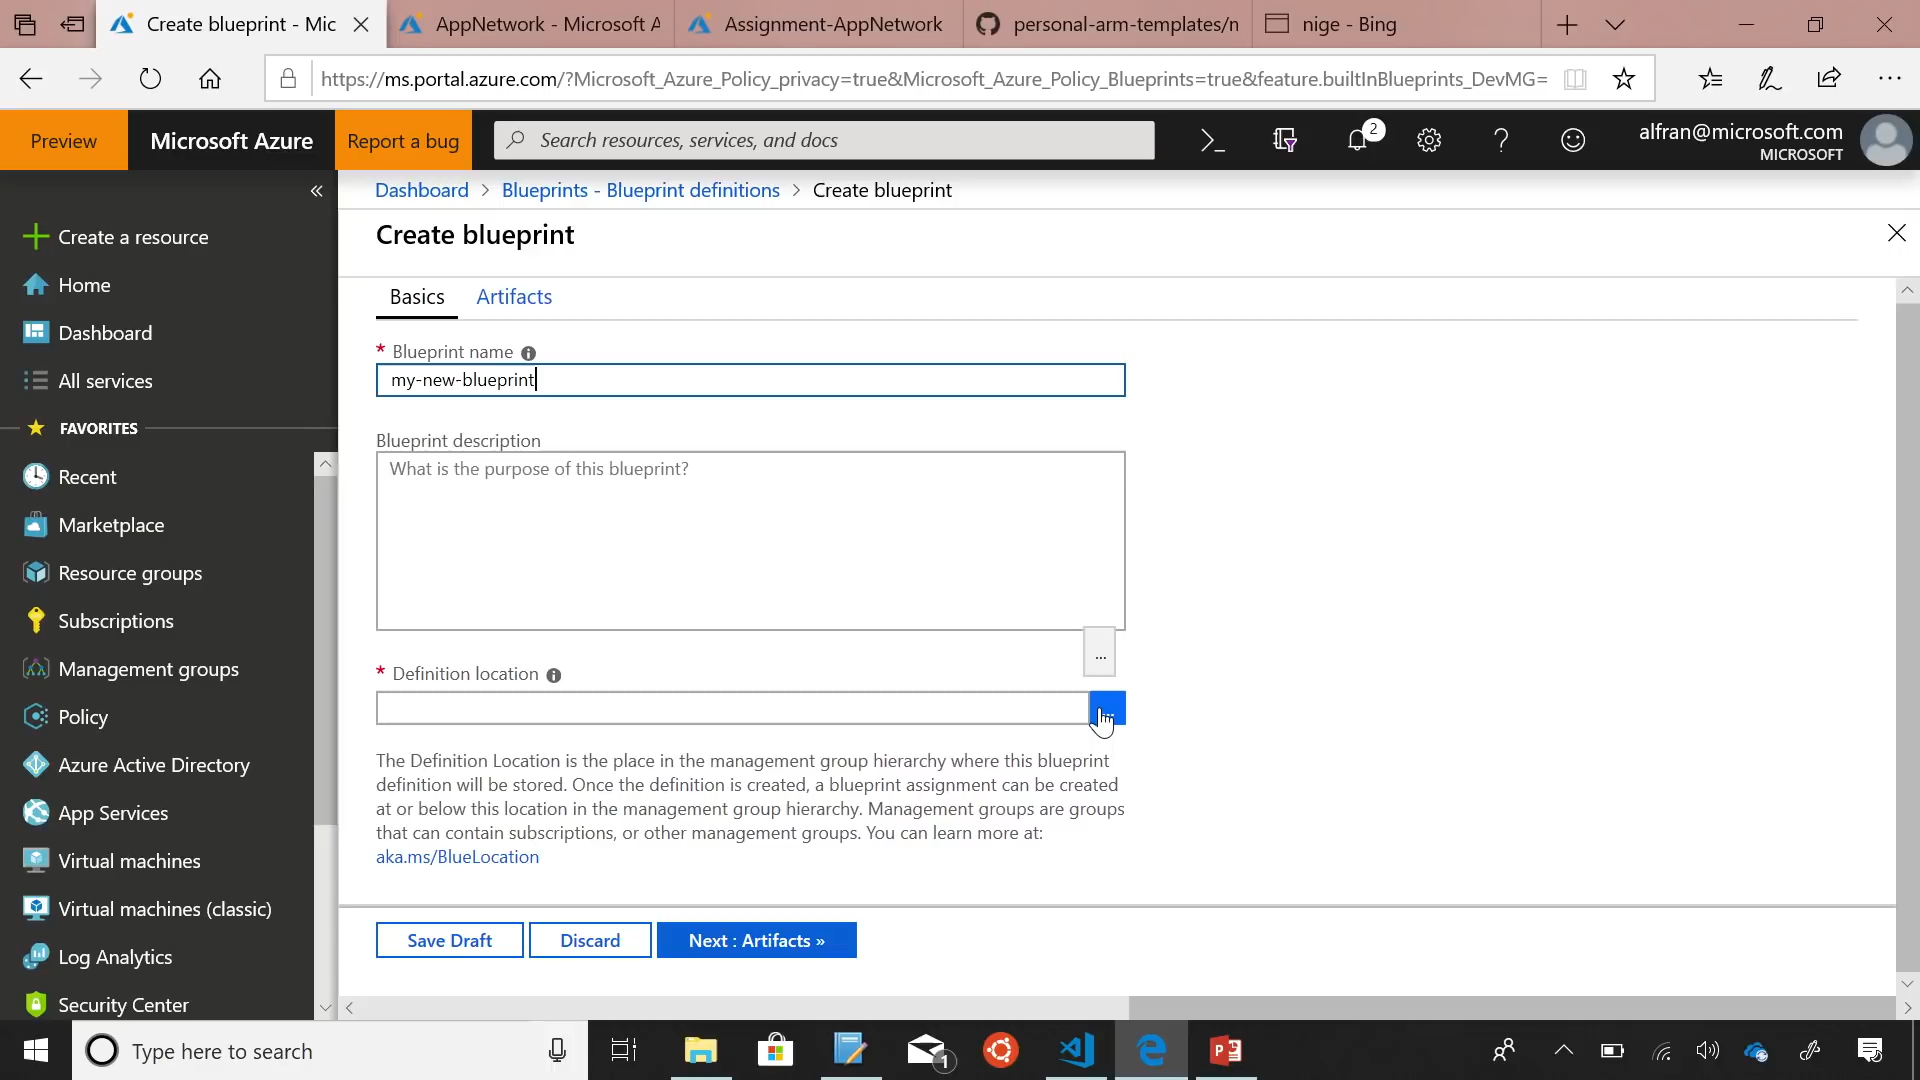 Create blueprint - Mic
AppNetwork - Microsoft A
Assignment-AppNetwork
personal-arm-templates/n
nige - Bing
https://ms.portal.azure.com/?Microsoft_Azure_Policy_privacy=true&Microsoft_Azure_Policy_Blueprints=true&feature.builtInBlueprints_DevMG=
Preview
Microsoft Azure
Report a bug
Search resources, services, and docs
2
alfran@microsoft.com
MICROSOFT
Dashboard > Blueprints - Blueprint definitions > Create blueprint
Create a resource
Home
Dashboard
All services
FAVORITES
Recent
Marketplace
Resource groups
Subscriptions
Management groups
Policy
Azure Active Directory
App Services
Virtual machines
Virtual machines (classic)
Log Analytics
Security Center
Create blueprint
Basics
Artifacts
* Blueprint name
my-new-blueprint
Blueprint description
What is the purpose of this blueprint?
...
* Definition location
The Definition Location is the place in the management group hierarchy where this blueprint
definition will be stored. Once the definition is created, a blueprint assignment can be created
at or below this location in the management group hierarchy. Management groups are groups
that can contain subscriptions, or other management groups. You can learn more at:
aka.ms/BlueLocation
Save Draft
Discard
Next : Artifacts »
Type here to search
1